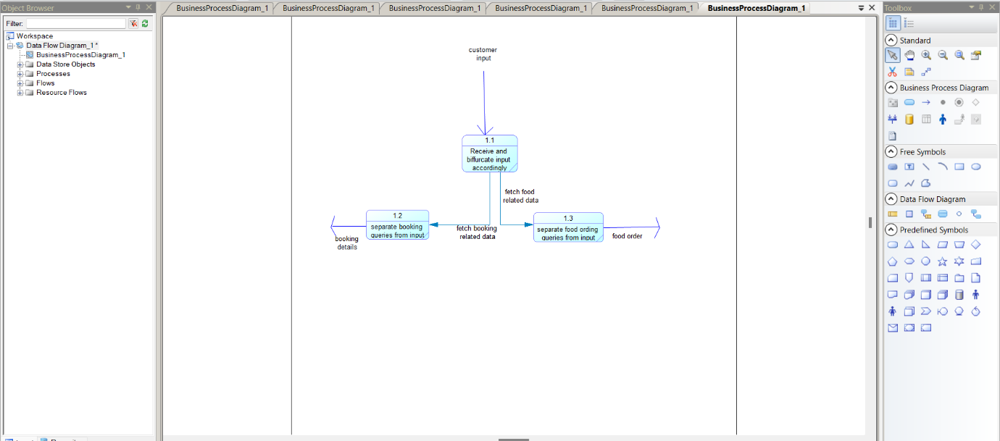 Object Browser
BusinessProcessDiagram_1
BusinessProcessDiagram_1
BusinessProcessDiagram_1
BusinessProcessDiagram_1
BusinessProcessDiagram_1
BusinessProcessDiagram_1
Toolbox
Filter:
Workspace
Data Flow Diagram_1 *
BusinessProcessDiagram_1
Data Store Objects
Processes
Flows
Resource Flows
customer
input
1.1
Receive and
biffurcate input
accordingly
fetch food
related data
1.2
separate booking
queries from input
fetch booking
related data
1.3
separate food ording
queries from input
booking
details
food order
Standard
Business Process Diagram
Free Symbols
Data Flow Diagram
Predefined Symbols